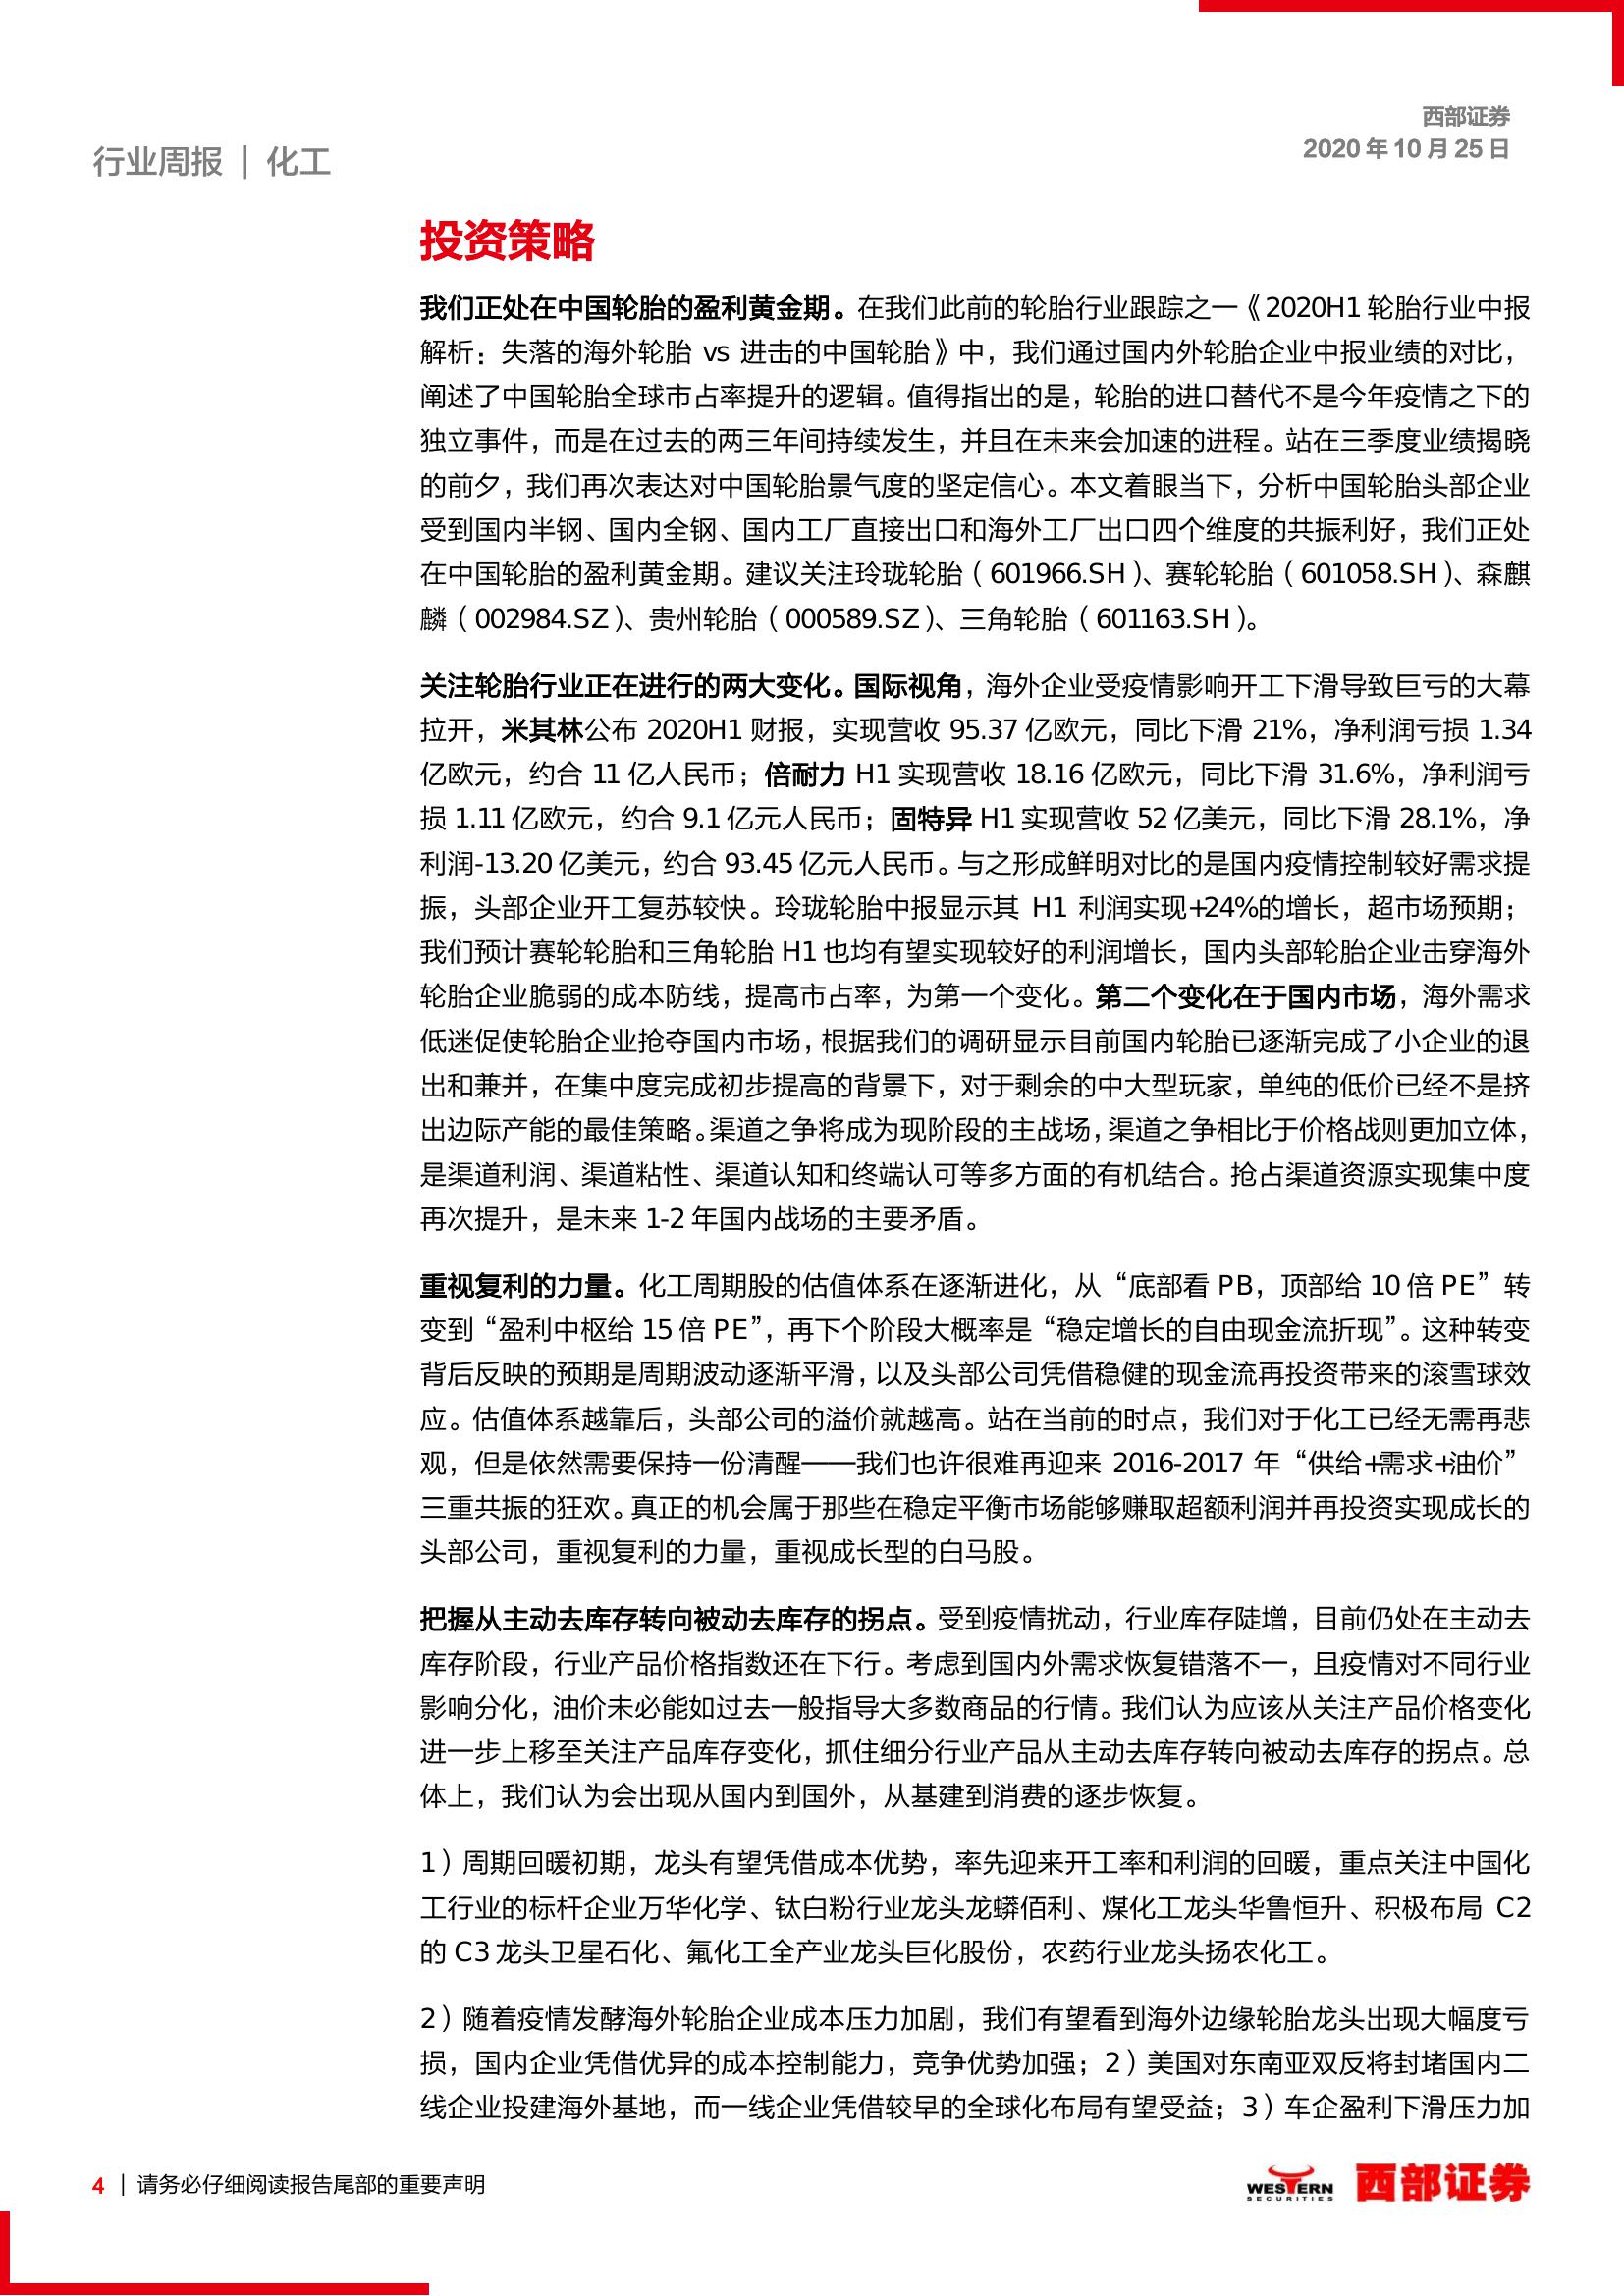 西部证券
2020 年 10 月 25 日
行业周报 | 化工
投资策略
我们正处在中国轮胎的盈利黄金期。在我们此前的轮胎行业跟踪之一《2020H1 轮胎行业中报
解析：失落的海外轮胎 vs 进击的中国轮胎》中，我们通过国内外轮胎企业中报业绩的对比，
阐述了中国轮胎全球市占率提升的逻辑。值得指出的是，轮胎的进口替代不是今年疫情之下的
独立事件，而是在过去的两三年间持续发生，并且在未来会加速的进程。站在三季度业绩揭晓
的前夕，我们再次表达对中国轮胎景气度的坚定信心。本文着眼当下，分析中国轮胎头部企业
受到国内半钢、国内全钢、国内工厂直接出口和海外工厂出口四个维度的共振利好，我们正处
在中国轮胎的盈利黄金期。建议关注玲珑轮胎（601966.SH）、赛轮轮胎（601058.SH）、森麒
麟（002984.SZ）、贵州轮胎（000589.SZ）、三角轮胎（601163.SH）。
关注轮胎行业正在进行的两大变化。国际视角，海外企业受疫情影响开工下滑导致巨亏的大幕
拉开，米其林公布 2020H1 财报，实现营收 95.37 亿欧元，同比下滑 21%，净利润亏损 1.34
亿欧元，约合 11 亿人民币；倍耐力 H1 实现营收 18.16 亿欧元，同比下滑 31.6%，净利润亏
损 1.11 亿欧元，约合 9.1 亿元人民币；固特异 H1 实现营收 52 亿美元，同比下滑 28.1%，净
利润-13.20 亿美元，约合 93.45 亿元人民币。与之形成鲜明对比的是国内疫情控制较好需求提
振，头部企业开工复苏较快。玲珑轮胎中报显示其 H1 利润实现+24%的增长，超市场预期；
我们预计赛轮轮胎和三角轮胎 H1 也均有望实现较好的利润增长，国内头部轮胎企业击穿海外
轮胎企业脆弱的成本防线，提高市占率，为第一个变化。第二个变化在于国内市场，海外需求
低迷促使轮胎企业抢夺国内市场，根据我们的调研显示目前国内轮胎已逐渐完成了小企业的退
出和兼并，在集中度完成初步提高的背景下，对于剩余的中大型玩家，单纯的低价已经不是挤
出边际产能的最佳策略。渠道之争将成为现阶段的主战场，渠道之争相比于价格战则更加立体，
是渠道利润、渠道粘性、渠道认知和终端认可等多方面的有机结合。抢占渠道资源实现集中度
再次提升，是未来 1-2 年国内战场的主要矛盾。
重视复利的力量。化工周期股的估值体系在逐渐进化，从“底部看 PB，顶部给 10 倍 PE”转
变到“盈利中枢给 15 倍 PE”，再下个阶段大概率是“稳定增长的自由现金流折现”。这种转变
背后反映的预期是周期波动逐渐平滑，以及头部公司凭借稳健的现金流再投资带来的滚雪球效
应。估值体系越靠后，头部公司的溢价就越高。站在当前的时点，我们对于化工已经无需再悲
观，但是依然需要保持一份清醒——我们也许很难再迎来 2016-2017 年“供给+需求+油价”
三重共振的狂欢。真正的机会属于那些在稳定平衡市场能够赚取超额利润并再投资实现成长的
头部公司，重视复利的力量，重视成长型的白马股。
把握从主动去库存转向被动去库存的拐点。受到疫情扰动，行业库存陡增，目前仍处在主动去
库存阶段，行业产品价格指数还在下行。考虑到国内外需求恢复错落不一，且疫情对不同行业
影响分化，油价未必能如过去一般指导大多数商品的行情。我们认为应该从关注产品价格变化
进一步上移至关注产品库存变化，抓住细分行业产品从主动去库存转向被动去库存的拐点。总
体上，我们认为会出现从国内到国外，从基建到消费的逐步恢复。
1）周期回暖初期，龙头有望凭借成本优势，率先迎来开工率和利润的回暖，重点关注中国化
工行业的标杆企业万华化学、钛白粉行业龙头龙蟒佰利、煤化工龙头华鲁恒升、积极布局 C2
的 C3 龙头卫星石化、氟化工全产业龙头巨化股份，农药行业龙头扬农化工。
2）随着疫情发酵海外轮胎企业成本压力加剧，我们有望看到海外边缘轮胎龙头出现大幅度亏
损，国内企业凭借优异的成本控制能力，竞争优势加强；2）美国对东南亚双反将封堵国内二
线企业投建海外基地，而一线企业凭借较早的全球化布局有望受益；3）车企盈利下滑压力加
4 | 请务必仔细阅读报告尾部的重要声明
WESTERN
SECURITIES
西部证券